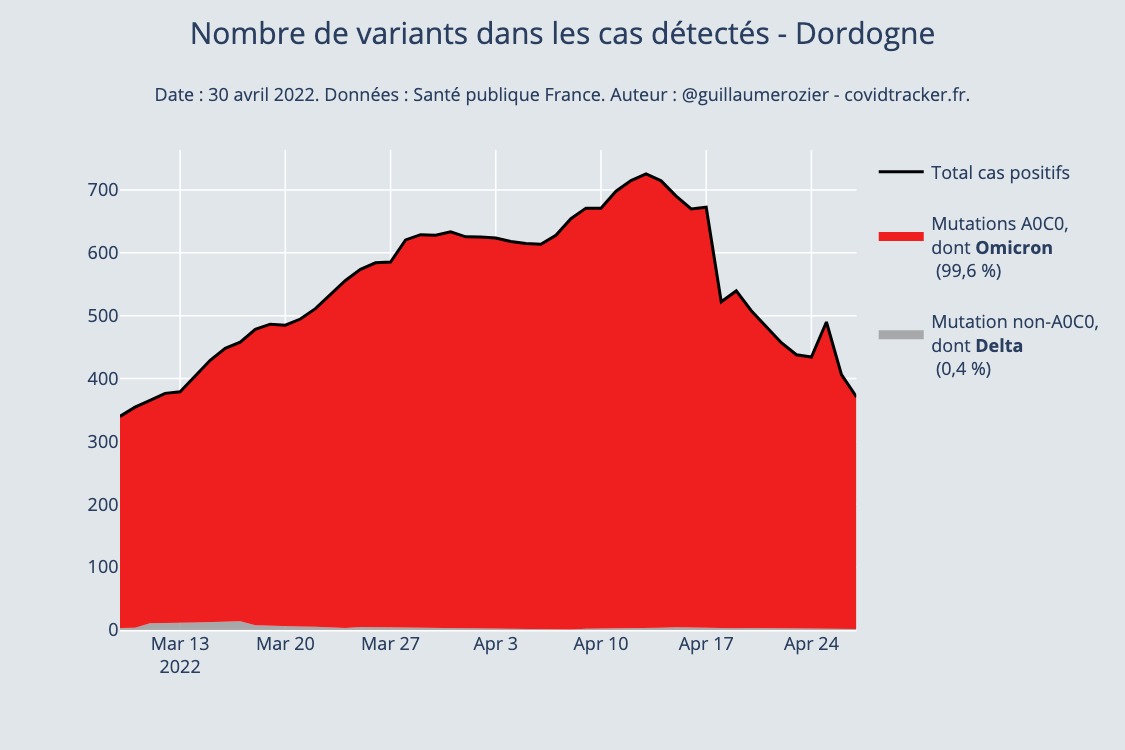 Nombre de variants dans les cas détectés - Dordogne
Date : 30 avril 2022. Données : Santé publique France. Auteur : @guillaumerozier - covidtracker.fr.
700
600
500
400
300
200
100
0
Mar 13
2022
Mar 20
Mar 27
Apr 3
Apr 10
Apr 17
Apr 24
Total cas positifs
Mutations A0C0,
dont Omicron
(99,6 %)
Mutation non-A0C0,
dont Delta
(0,4 %)